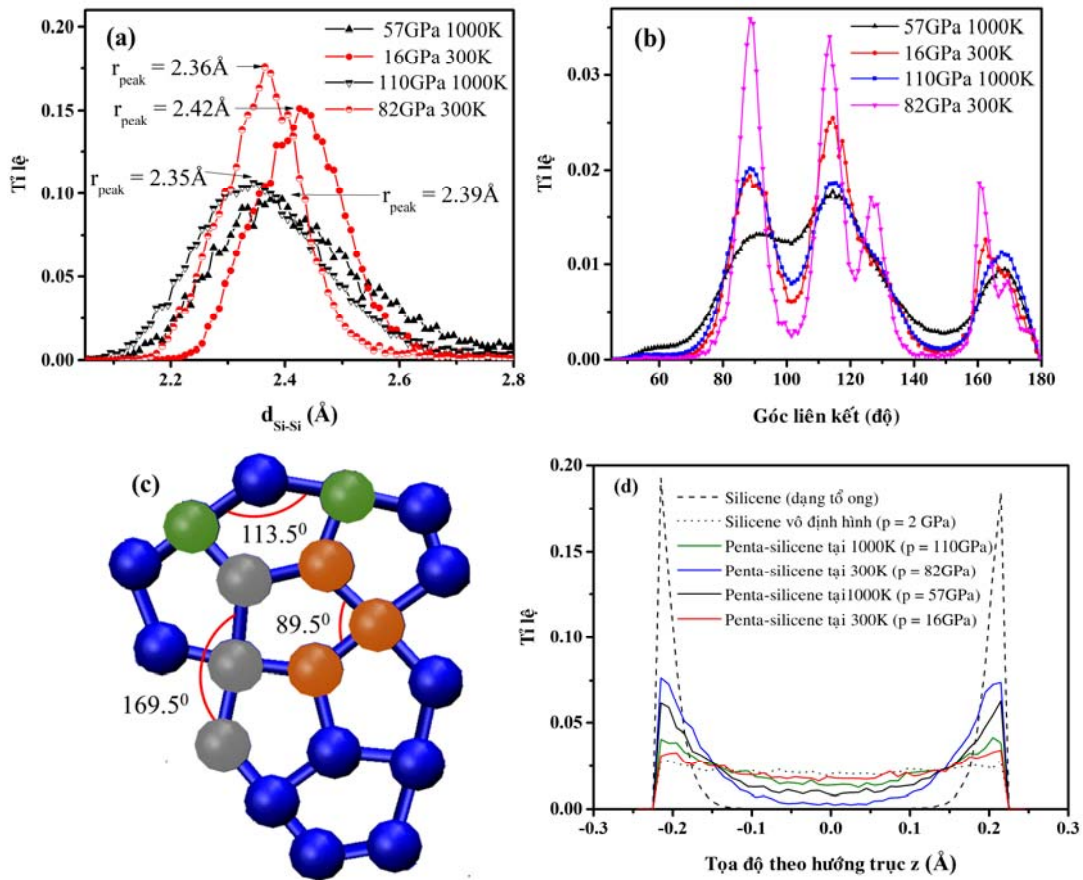 (a)
57GPa 1000K
16GPa 300K
110GPa 1000K
82GPa 300K
r_peak = 2.36Å
r_peak = 2.42Å
r_peak = 2.35Å
r_peak = 2.39Å
Tỉ lệ
0.20
0.15
0.10
0.05
0.00
2.2 2.4 2.6 2.8
d_Si-Si (Å)
(b)
57GPa 1000K
16GPa 300K
110GPa 1000K
82GPa 300K
Tỉ lệ
0.03
0.02
0.01
0.00
60 80 100 120 140 160 180
Góc liên kết (độ)
(c)
113.5⁰
89.5⁰
169.5⁰
(d)
Silicene (dạng tổ ong)
Silicene vô định hình (p = 2 GPa)
Penta-silicene tại 1000K (p = 110GPa)
Penta-silicene tại 300K (p = 82GPa)
Penta-silicene tại1000K (p = 57GPa)
Penta-silicene tại 300K (p = 16GPa)
Tỉ lệ
0.20
0.15
0.10
0.05
0.00
-0.3 -0.2 -0.1 0.0 0.1 0.2 0.3
Tọa độ theo hướng trục z (Å)